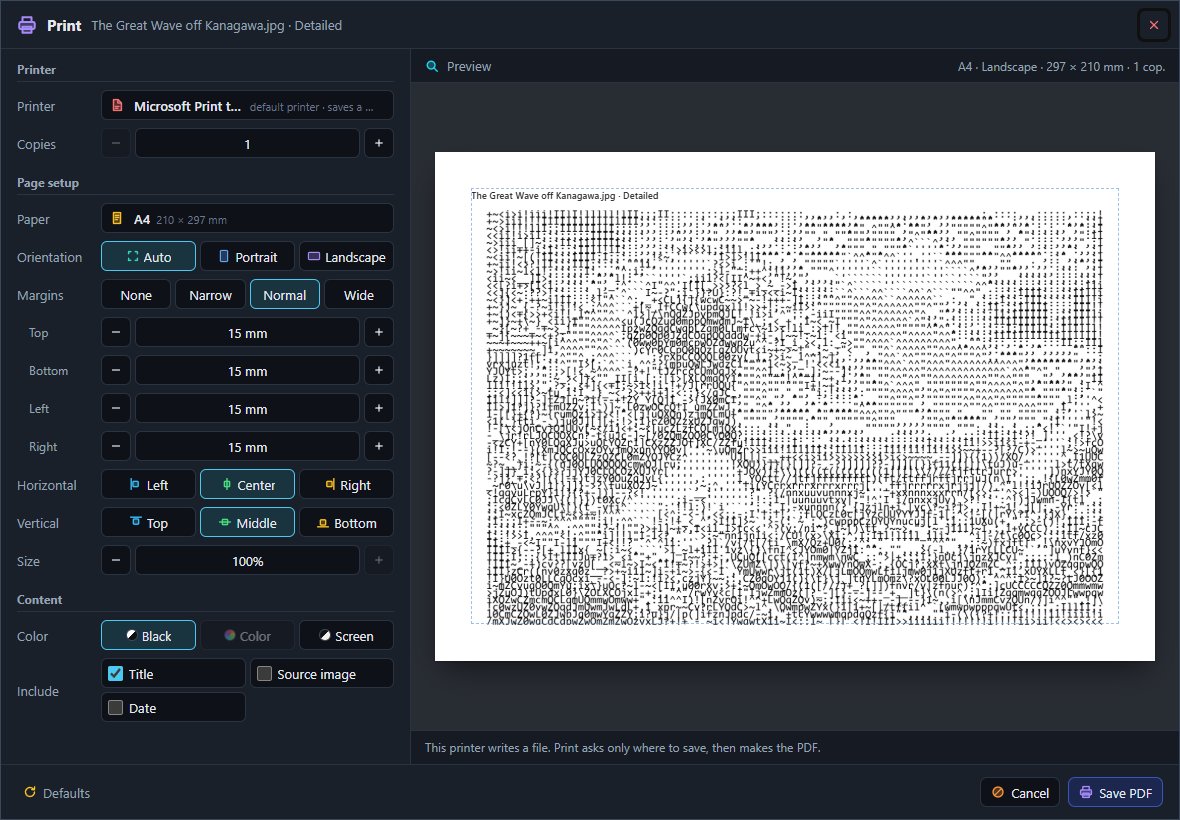 Print The Great Wave off Kanagawa.jpg · Detailed
Printer
Printer Microsoft Print t... default printer · saves a ...
Copies − 1 +
Page setup
Paper A4 210 × 297 mm
Orientation Auto Portrait Landscape
Margins None Narrow Normal Wide
Top − 15 mm +
Bottom − 15 mm +
Left − 15 mm +
Right − 15 mm +
Horizontal Left Center Right
Vertical Top Middle Bottom
Size − 100% +
Content
Color Black Color Screen
Include Title Source image
Date
Preview A4 · Landscape · 297 × 210 mm · 1 cop.
The Great Wave off Kanagawa.jpg · Detailed
This printer writes a file. Print asks only where to save, then makes the PDF.
Defaults Cancel Save PDF